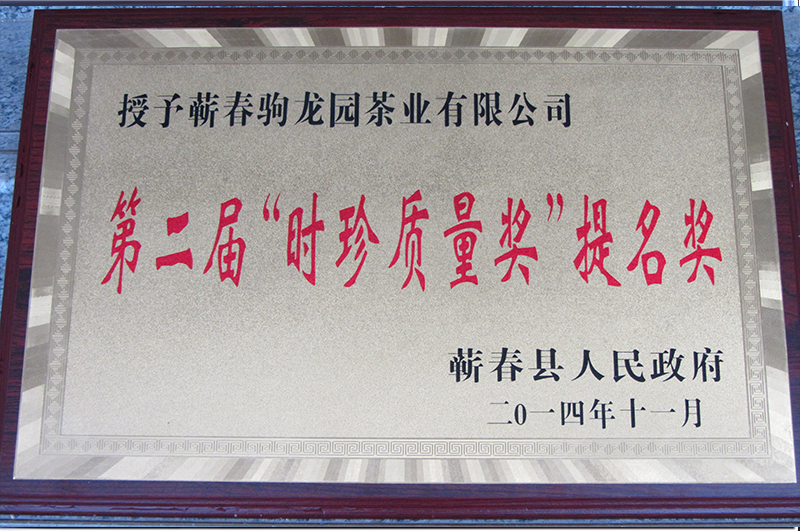 授予蕲春驹龙园茶业有限公司
第二届“时珍质量奖”提名奖
蕲春县人民政府
二0一四年十一月